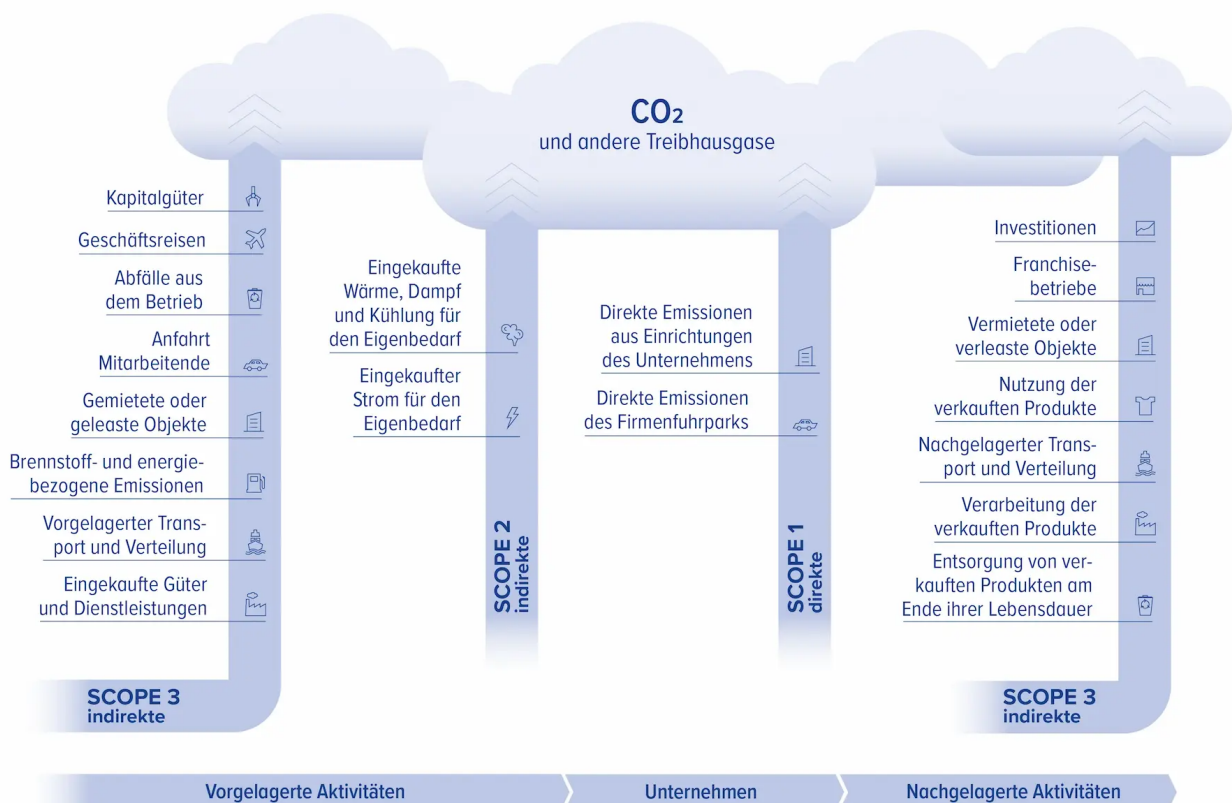 CO₂
und andere Treibhausgase
Kapitalgüter
Geschäftsreisen
Abfälle aus
dem Betrieb
Anfahrt
Mitarbeitende
Gemietete oder
geleaste Objekte
Brennstoff- und energie-
bezogene Emissionen
Vorgelagerter Trans-
port und Verteilung
Eingekaufte Güter
und Dienstleistungen
SCOPE 3
indirekte
Eingekaufte
Wärme, Dampf
und Kühlung für
den Eigenbedarf
Eingekaufter
Strom für den
Eigenbedarf
SCOPE 2
indirekte
Direkte Emissionen
aus Einrichtungen
des Unternehmens
Direkte Emissionen
des Firmenfuhrparks
SCOPE 1
direkte
Investitionen
Franchise-
betriebe
Vermietete oder
verleaste Objekte
Nutzung der
verkauften Produkte
Nachgelagerter Trans-
port und Verteilung
Verarbeitung der
verkauften Produkte
Entsorgung von ver-
kauften Produkten am
Ende ihrer Lebensdauer
SCOPE 3
indirekte
Vorgelagerte Aktivitäten
Unternehmen
Nachgelagerte Aktivitäten